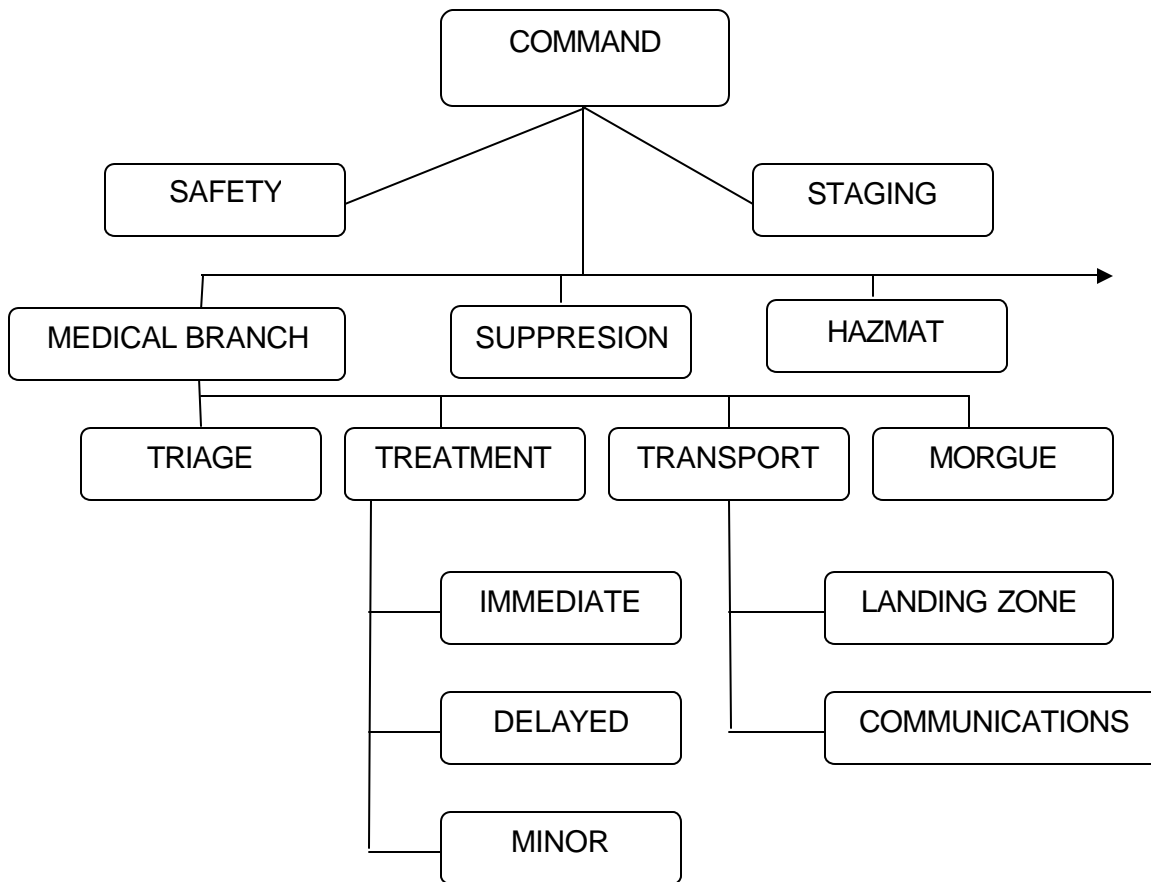 COMMAND
SAFETY
STAGING
MEDICAL BRANCH
SUPPRESION
HAZMAT
TRIAGE
TREATMENT
TRANSPORT
MORGUE
IMMEDIATE
LANDING ZONE
DELAYED
COMMUNICATIONS
MINOR